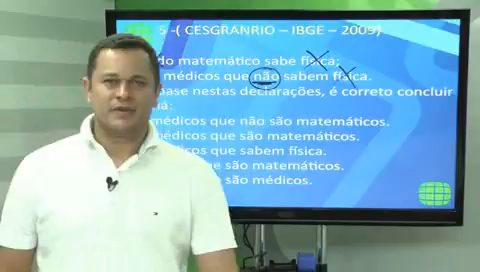 5 -( CESGRANRIO – IBGE – 2009)
do matemático sabe física;
médicos que não sabem física.
base nestas declarações, é correto concluir
médicos que não são matemáticos.
médicos que são matemáticos.
médicos que sabem física.
são matemáticos.
são médicos.